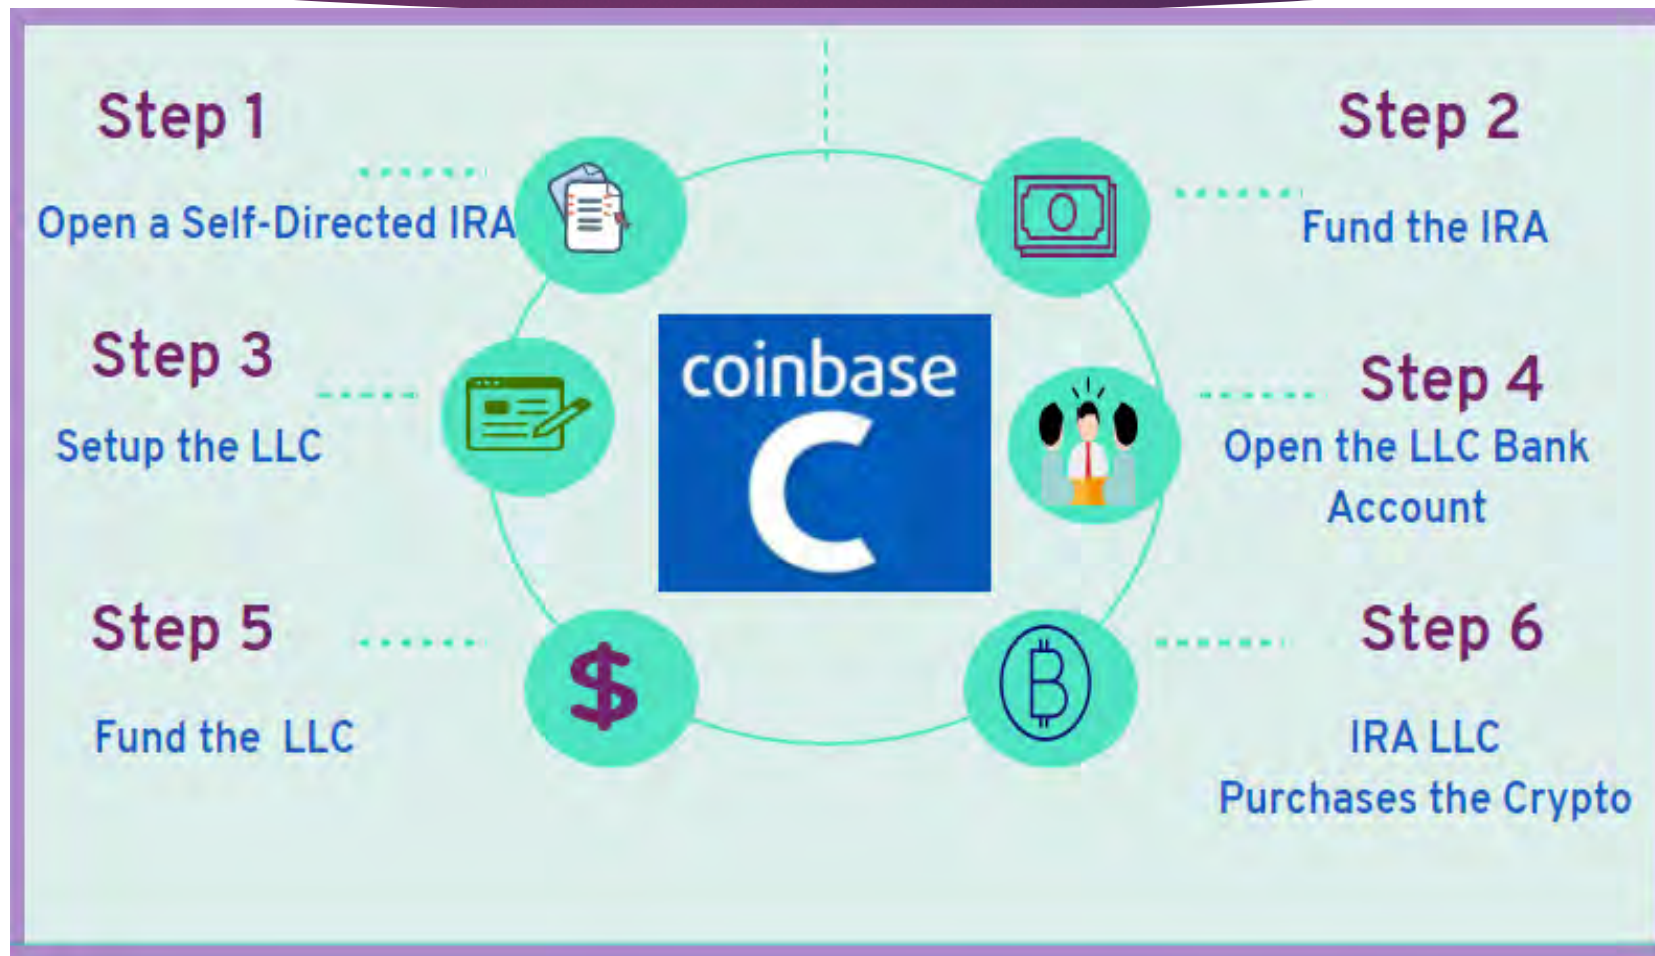 Step 1
Open a Self-Directed IRA
Step 2
Fund the IRA
Step 3
Setup the LLC
coinbase
C
Step 4
Open the LLC Bank
Account
Step 5
Fund the LLC
$
Step 6
IRA LLC
Purchases the Crypto